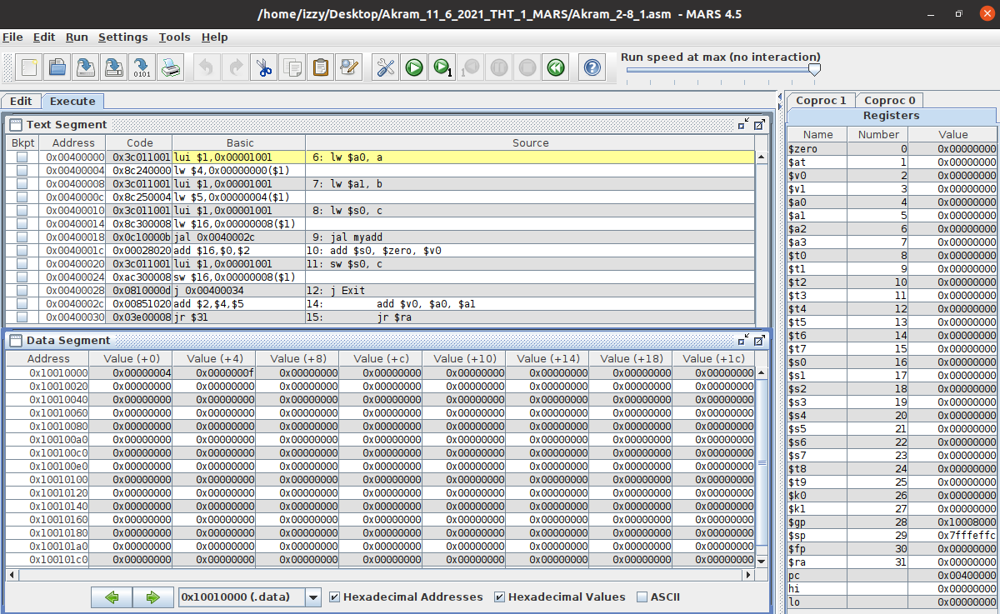 /home/izzy/Desktop/Akram_11_6_2021_THT_1_MARS/Akram_2-8_1.asm - MARS 4.5
File Edit Run Settings Tools Help
0101
1
1
?
Run speed at max (no interaction)
Edit Execute
Text Segment
Bkpt Address Code Basic Source
0x00400000 0x3c011001 lui $1,0x00001001 6: lw $a0, a
0x00400004 0x8c240000 lw $4,0x00000000($1)
0x00400008 0x3c011001 lui $1,0x00001001 7: lw $a1, b
0x0040000c 0x8c250004 lw $5,0x00000004($1)
0x00400010 0x3c011001 lui $1,0x00001001 8: lw $s0, c
0x00400014 0x8c300008 lw $16,0x00000008($1)
0x00400018 0x0c10000b jal 0x0040002c 9: jal myadd
0x0040001c 0x00028020 add $16,$0,$2 10: add $s0, $zero, $v0
0x00400020 0x3c011001 lui $1,0x00001001 11: sw $s0, c
0x00400024 0xac300008 sw $16,0x00000008($1)
0x00400028 0x0810000d j 0x00400034 12: j Exit
0x0040002c 0x00851020 add $2,$4,$5 14: add $v0, $a0, $a1
0x00400030 0x03e00008 jr $31 15: jr $ra
Data Segment
Address Value (+0) Value (+4) Value (+8) Value (+c) Value (+10) Value (+14) Value (+18) Value (+1c)
0x10010000 0x00000004 0x0000000f 0x00000000 0x00000000 0x00000000 0x00000000 0x00000000 0x00000000
0x10010020 0x00000000 0x00000000 0x00000000 0x00000000 0x00000000 0x00000000 0x00000000 0x00000000
0x10010040 0x00000000 0x00000000 0x00000000 0x00000000 0x00000000 0x00000000 0x00000000 0x00000000
0x10010060 0x00000000 0x00000000 0x00000000 0x00000000 0x00000000 0x00000000 0x00000000 0x00000000
0x10010080 0x00000000 0x00000000 0x00000000 0x00000000 0x00000000 0x00000000 0x00000000 0x00000000
0x100100a0 0x00000000 0x00000000 0x00000000 0x00000000 0x00000000 0x00000000 0x00000000 0x00000000
0x100100c0 0x00000000 0x00000000 0x00000000 0x00000000 0x00000000 0x00000000 0x00000000 0x00000000
0x100100e0 0x00000000 0x00000000 0x00000000 0x00000000 0x00000000 0x00000000 0x00000000 0x00000000
0x10010100 0x00000000 0x00000000 0x00000000 0x00000000 0x00000000 0x00000000 0x00000000 0x00000000
0x10010120 0x00000000 0x00000000 0x00000000 0x00000000 0x00000000 0x00000000 0x00000000 0x00000000
0x10010140 0x00000000 0x00000000 0x00000000 0x00000000 0x00000000 0x00000000 0x00000000 0x00000000
0x10010160 0x00000000 0x00000000 0x00000000 0x00000000 0x00000000 0x00000000 0x00000000 0x00000000
0x10010180 0x00000000 0x00000000 0x00000000 0x00000000 0x00000000 0x00000000 0x00000000 0x00000000
0x100101a0 0x00000000 0x00000000 0x00000000 0x00000000 0x00000000 0x00000000 0x00000000 0x00000000
0x100101c0 0x00000000 0x00000000 0x00000000 0x00000000 0x00000000 0x00000000 0x00000000 0x00000000
0x10010000 (.data) Hexadecimal Addresses Hexadecimal Values ASCII
Coproc 1 Coproc 0
Registers
Name Number Value
$zero 0 0x00000000
$at 1 0x00000000
$v0 2 0x00000000
$v1 3 0x00000000
$a0 4 0x00000000
$a1 5 0x00000000
$a2 6 0x00000000
$a3 7 0x00000000
$t0 8 0x00000000
$t1 9 0x00000000
$t2 10 0x00000000
$t3 11 0x00000000
$t4 12 0x00000000
$t5 13 0x00000000
$t6 14 0x00000000
$t7 15 0x00000000
$s0 16 0x00000000
$s1 17 0x00000000
$s2 18 0x00000000
$s3 19 0x00000000
$s4 20 0x00000000
$s5 21 0x00000000
$s6 22 0x00000000
$s7 23 0x00000000
$t8 24 0x00000000
$t9 25 0x00000000
$k0 26 0x00000000
$k1 27 0x00000000
$gp 28 0x10008000
$sp 29 0x7fffeffc
$fp 30 0x00000000
$ra 31 0x00000000
pc 0x00400000
hi 0x00000000
lo 0x00000000